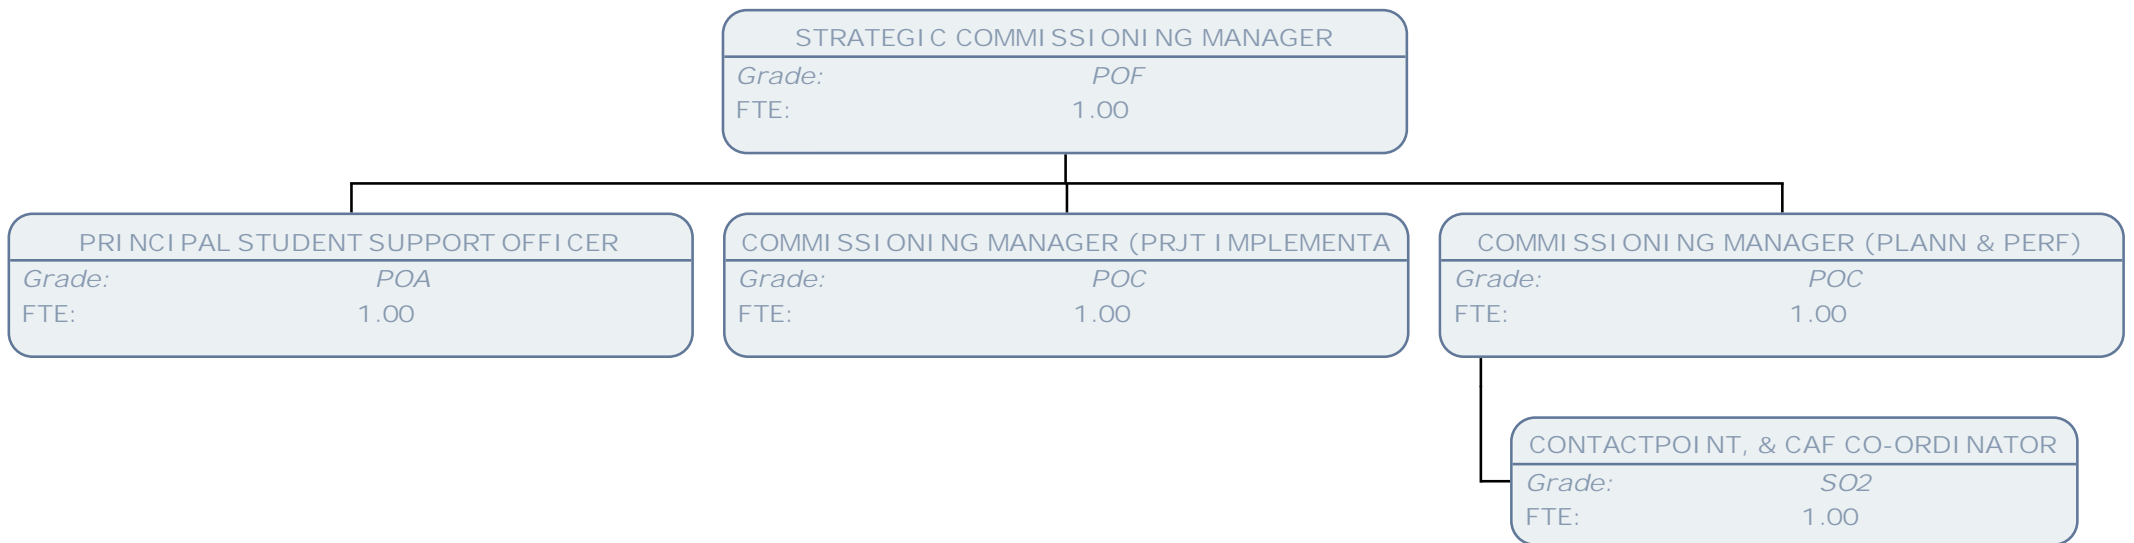 STRATEGIC COMMISSIONING MANAGER
Grade: POF
FTE: 1.00
PRINCIPAL STUDENT SUPPORT OFFICER
Grade: POA
FTE: 1.00
COMMISSIONING MANAGER (PRJT IMPLEMENTA
Grade: POC
FTE: 1.00
COMMISSIONING MANAGER (PLANN & PERF)
Grade: POC
FTE: 1.00
CONTACTPOINT, & CAF CO-ORDINATOR
Grade: SO2
FTE: 1.00